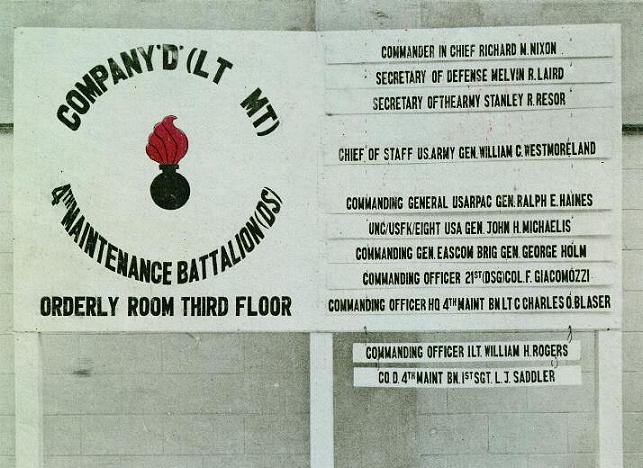 COMPANY "D" (LT MT)
4TH MAINTENANCE BATTALION (DS)
ORDERLY ROOM THIRD FLOOR
COMMANDER IN CHIEF RICHARD M. NIXON
SECRETARY OF DEFENSE MELVIN R. LAIRD
SECRETARY OF THE ARMY STANLEY R. RESOR
CHIEF OF STAFF US.ARMY GEN. WILLIAM C. WESTMORELAND
COMMANDING GENERAL USARPAC GEN. RALPH E. HAINES
UNC/USFK/EIGHT USA GEN. JOHN H. MICHAELIS
COMMANDING GEN. EASCOM BRIG GEN. GEORGE HOLM
COMMANDING OFFICER 21ST (DSG) COL F. GIACOMOZZI
COMMANDING OFFICER HQ 4TH MAINT BN LT C CHARLES O. BLASER
COMMANDING OFFICER 1LT. WILLIAM H. ROGERS
CO. D. 4TH MAINT BN. 1ST SGT. L. J. SADDLER